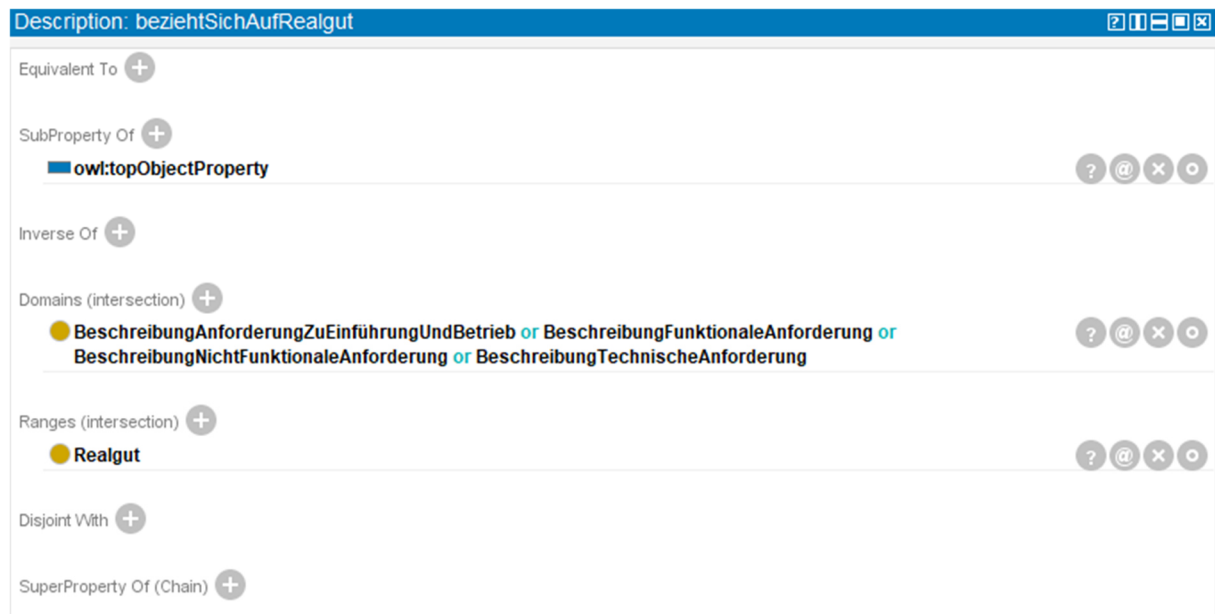 Description: beziehtSichAufRealgut
Equivalent To
SubProperty Of
owl:topObjectProperty
Inverse Of
Domains (intersection)
BeschreibungAnforderungZuEinführungUndBetrieb or BeschreibungFunktionaleAnforderung or
BeschreibungNichtFunktionaleAnforderung or BeschreibungTechnischeAnforderung
Ranges (intersection)
Realgut
Disjoint With
SuperProperty Of (Chain)